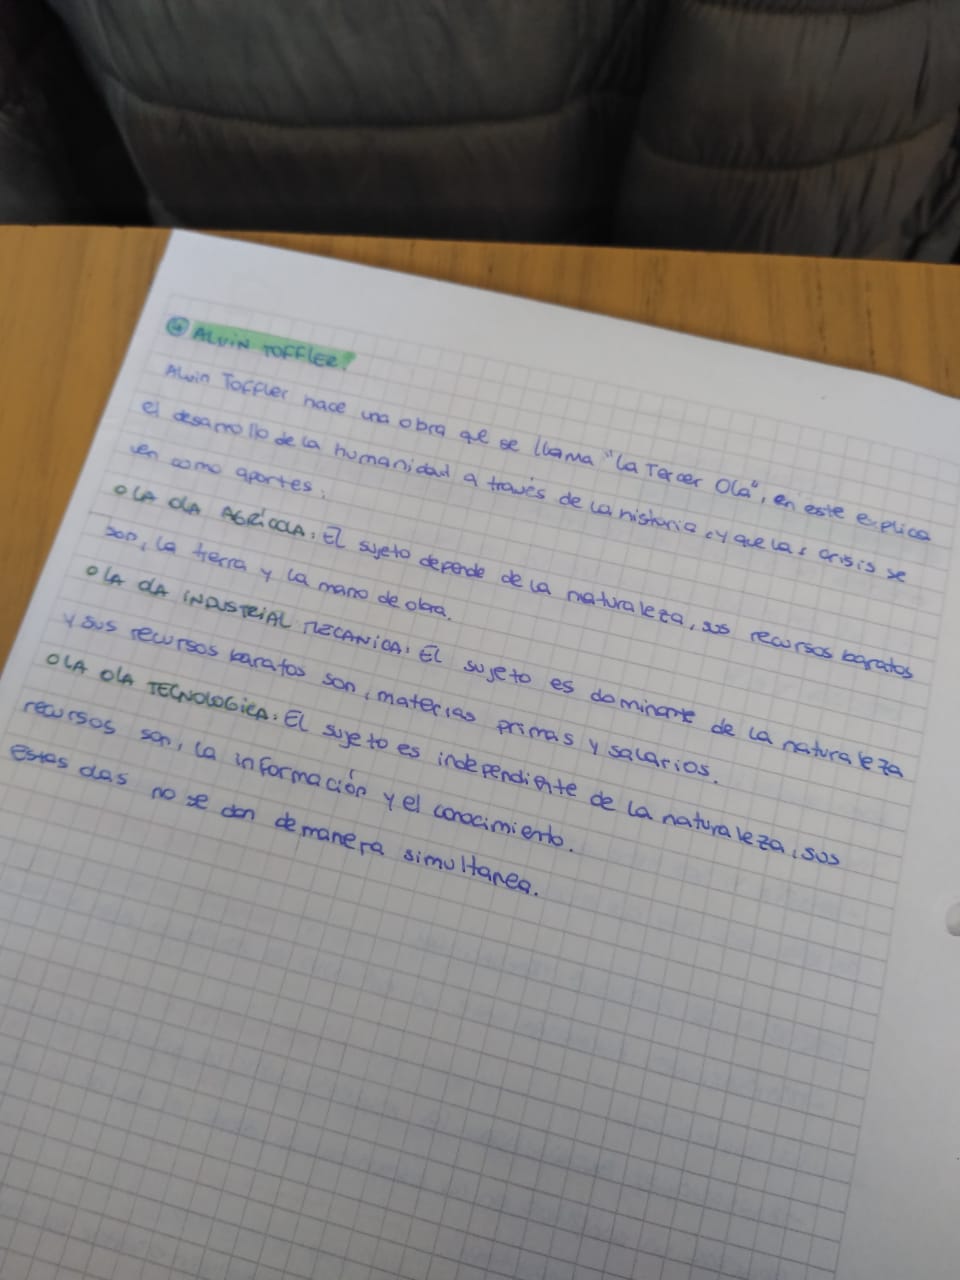 ④ ALVIN TOFFLER:
Alvin Toffler hace una obra que se llama "La Tercer Ola", en este explica
el desarrollo de la humanidad a través de la historia, y que las crisis se
ven como aportes:
○ LA OLA AGRÍCOLA: El sujeto depende de la naturaleza, sus recursos baratos
son, la tierra y la mano de obra.
○ LA OLA INDUSTRIAL MECANICA: El sujeto es dominante de la naturaleza
y sus recursos baratos son, materias primas y salarios.
○ LA OLA TECNOLOGICA: El sujeto es independiente de la naturaleza, sus
recursos son, la información y el conocimiento.
estas olas no se dan de manera simultanea.